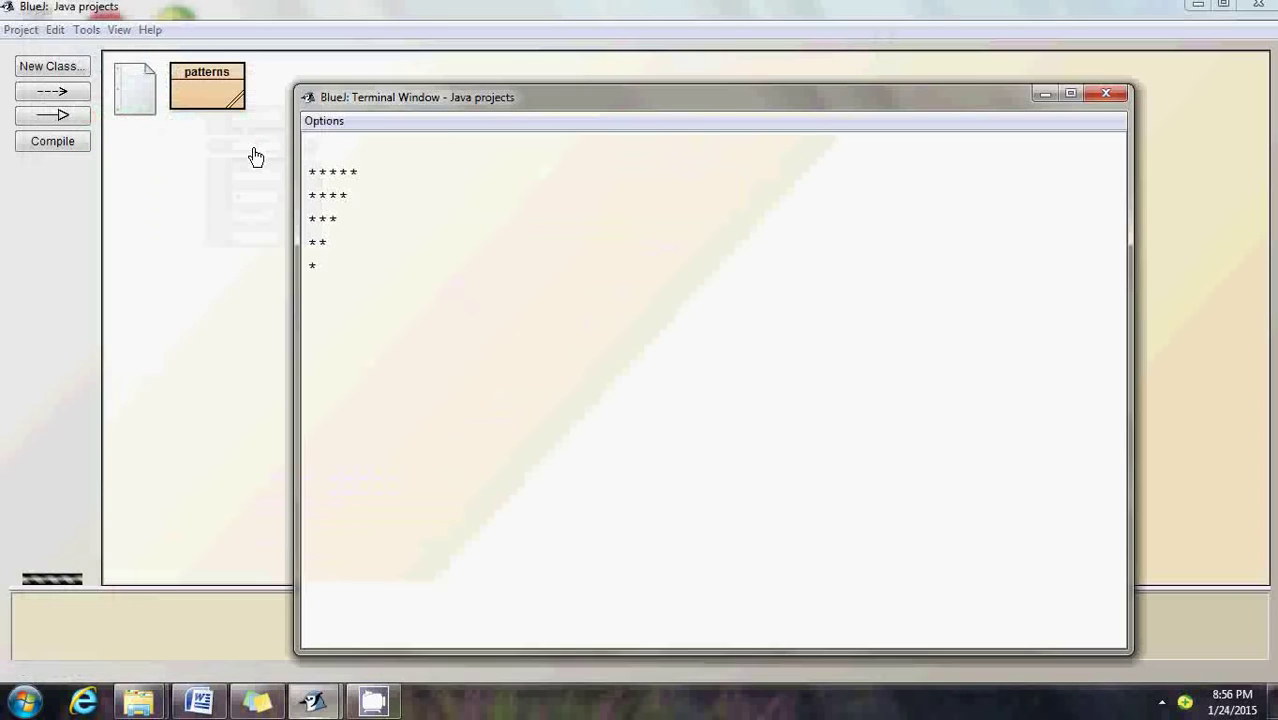 BlueJ: Java projects
Project Edit Tools View Help
New Class...
Compile
patterns
BlueJ: Terminal Window - Java projects
Options
*****
****
***
**
*
8:56 PM
1/24/2015